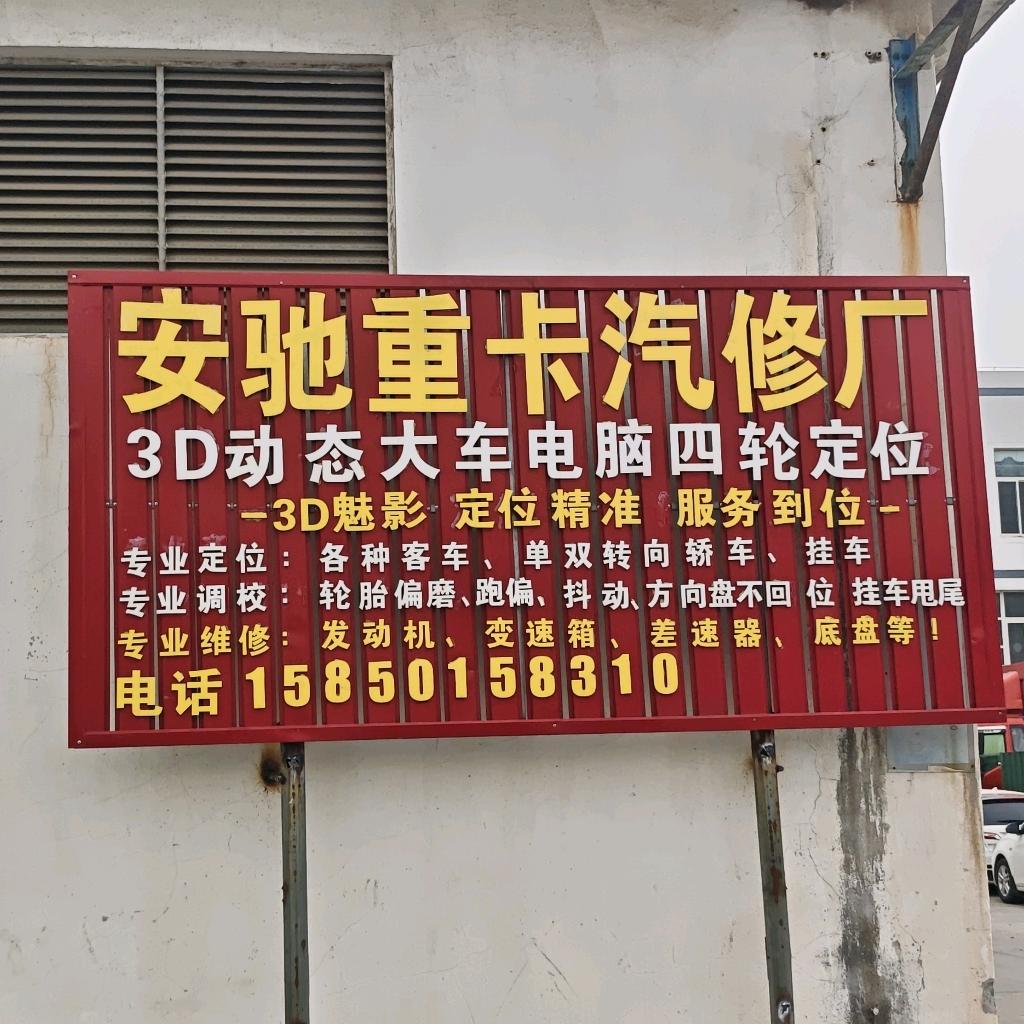 安驰重卡汽修厂
3D动态大车电脑四轮定位
-3D魅影 定位精准 服务到位-
专业定位：各种客车、单双转向轿车、挂车
专业调校：轮胎偏磨、跑偏、抖动、方向盘不回位 挂车甩尾
专业维修：发动机、变速箱、差速器、底盘等！
电话 15850158310